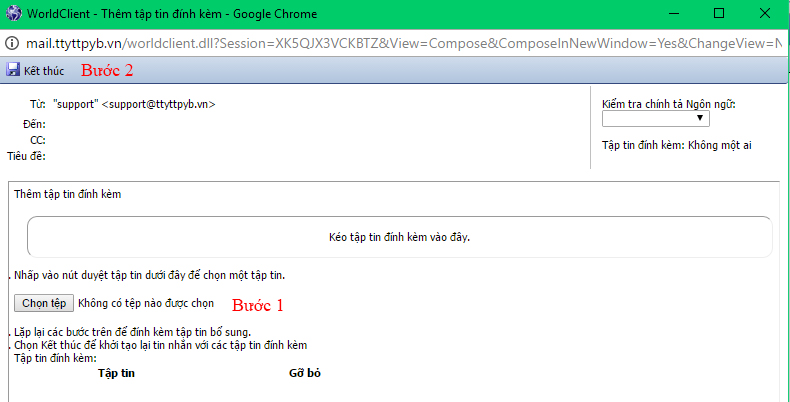 WorldClient - Thêm tập tin đính kèm - Google Chrome
mail.ttyttpyb.vn/worldclient.dll?Session=XK5QJX3VCKBTZ&View=Compose&ComposeInNewWindow=Yes&ChangeView=N
Kết thúc Bước 2
Từ: "support" <support@ttyttpyb.vn>
Đến:
CC:
Tiêu đề:
Kiểm tra chính tả Ngôn ngữ:
Tập tin đính kèm: Không một ai
Thêm tập tin đính kèm
Kéo tập tin đính kèm vào đây.
. Nhấp vào nút duyệt tập tin dưới đây để chọn một tập tin.
Chọn tệp Không có tệp nào được chọn Bước 1
. Lặp lại các bước trên để đính kèm tập tin bổ sung.
. Chọn Kết thúc để khởi tạo lại tin nhắn với các tập tin đính kèm
Tập tin đính kèm:
Tập tin Gỡ bỏ